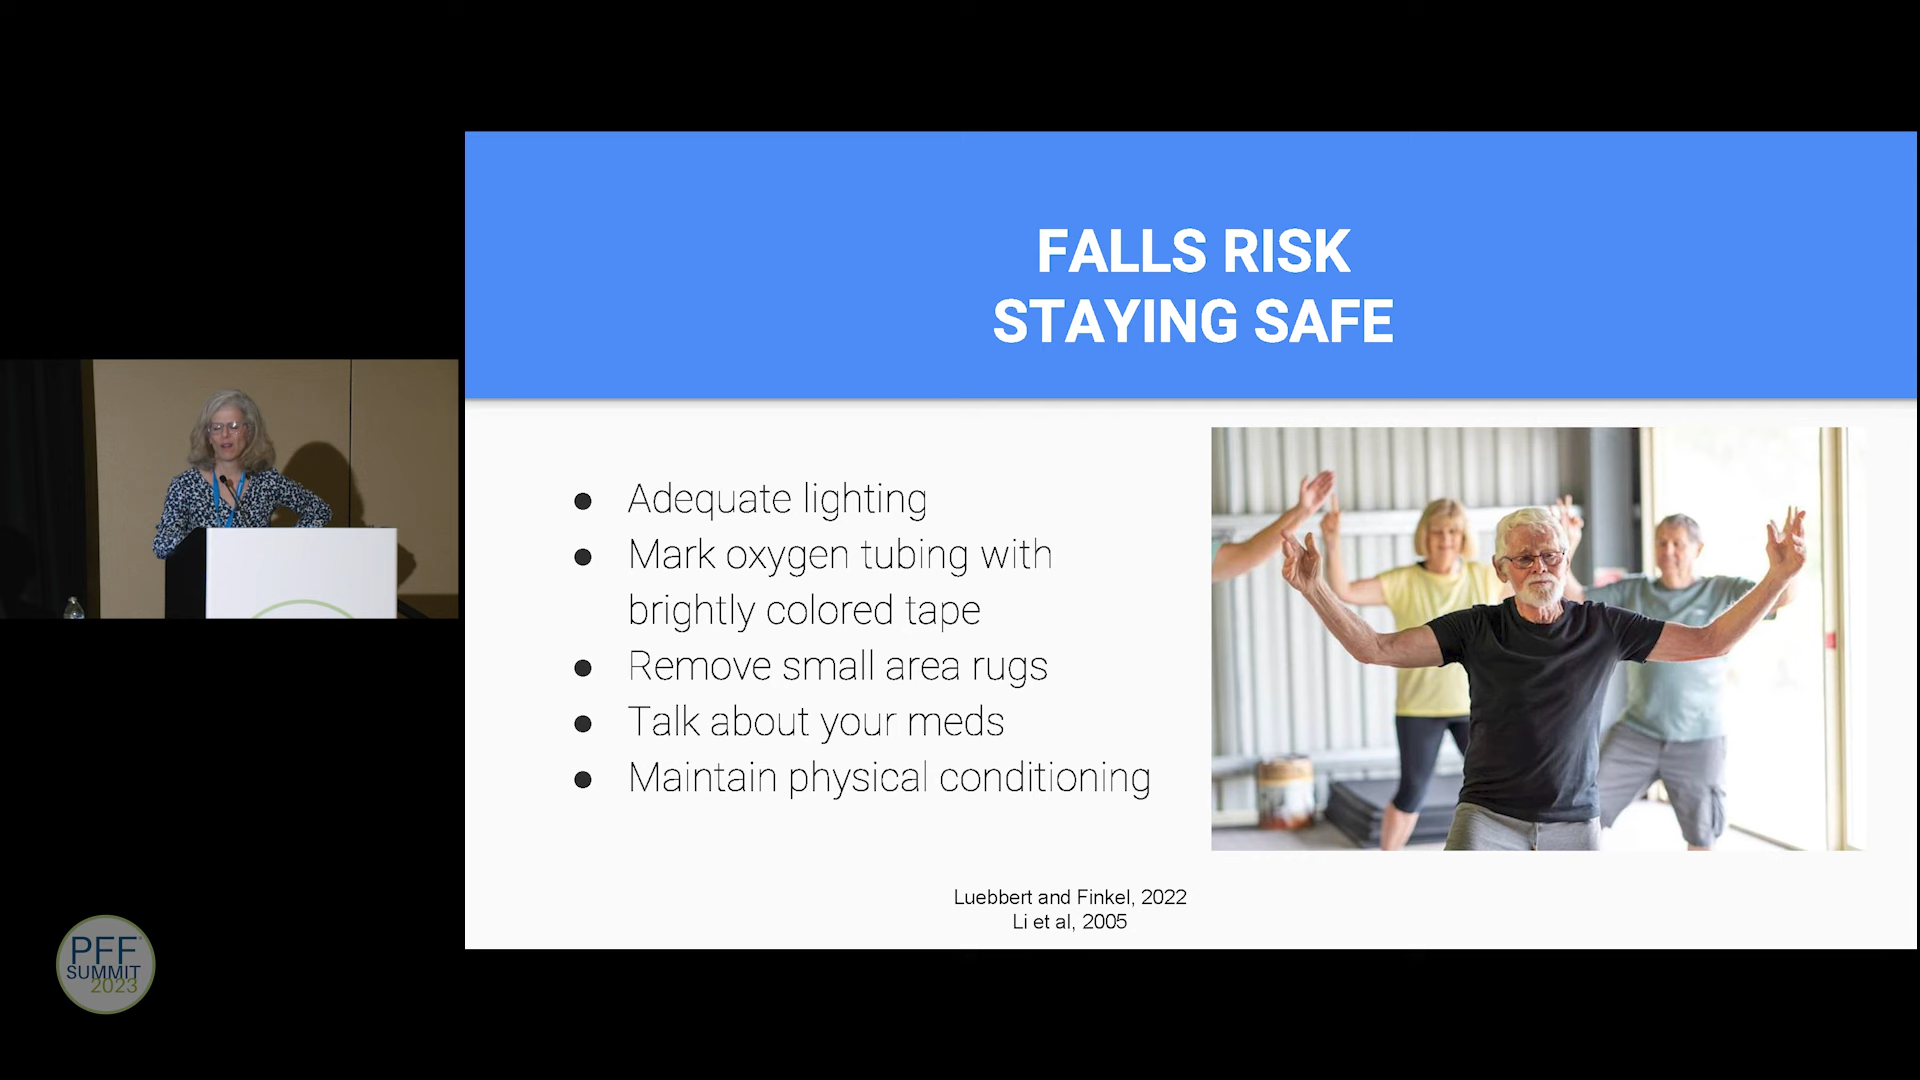 FALLS RISK
STAYING SAFE
● Adequate lighting
● Mark oxygen tubing with
brightly colored tape
● Remove small area rugs
● Talk about your meds
● Maintain physical conditioning
Luebbert and Finkel, 2022
Li et al, 2005
PFF
SUMMIT
2023